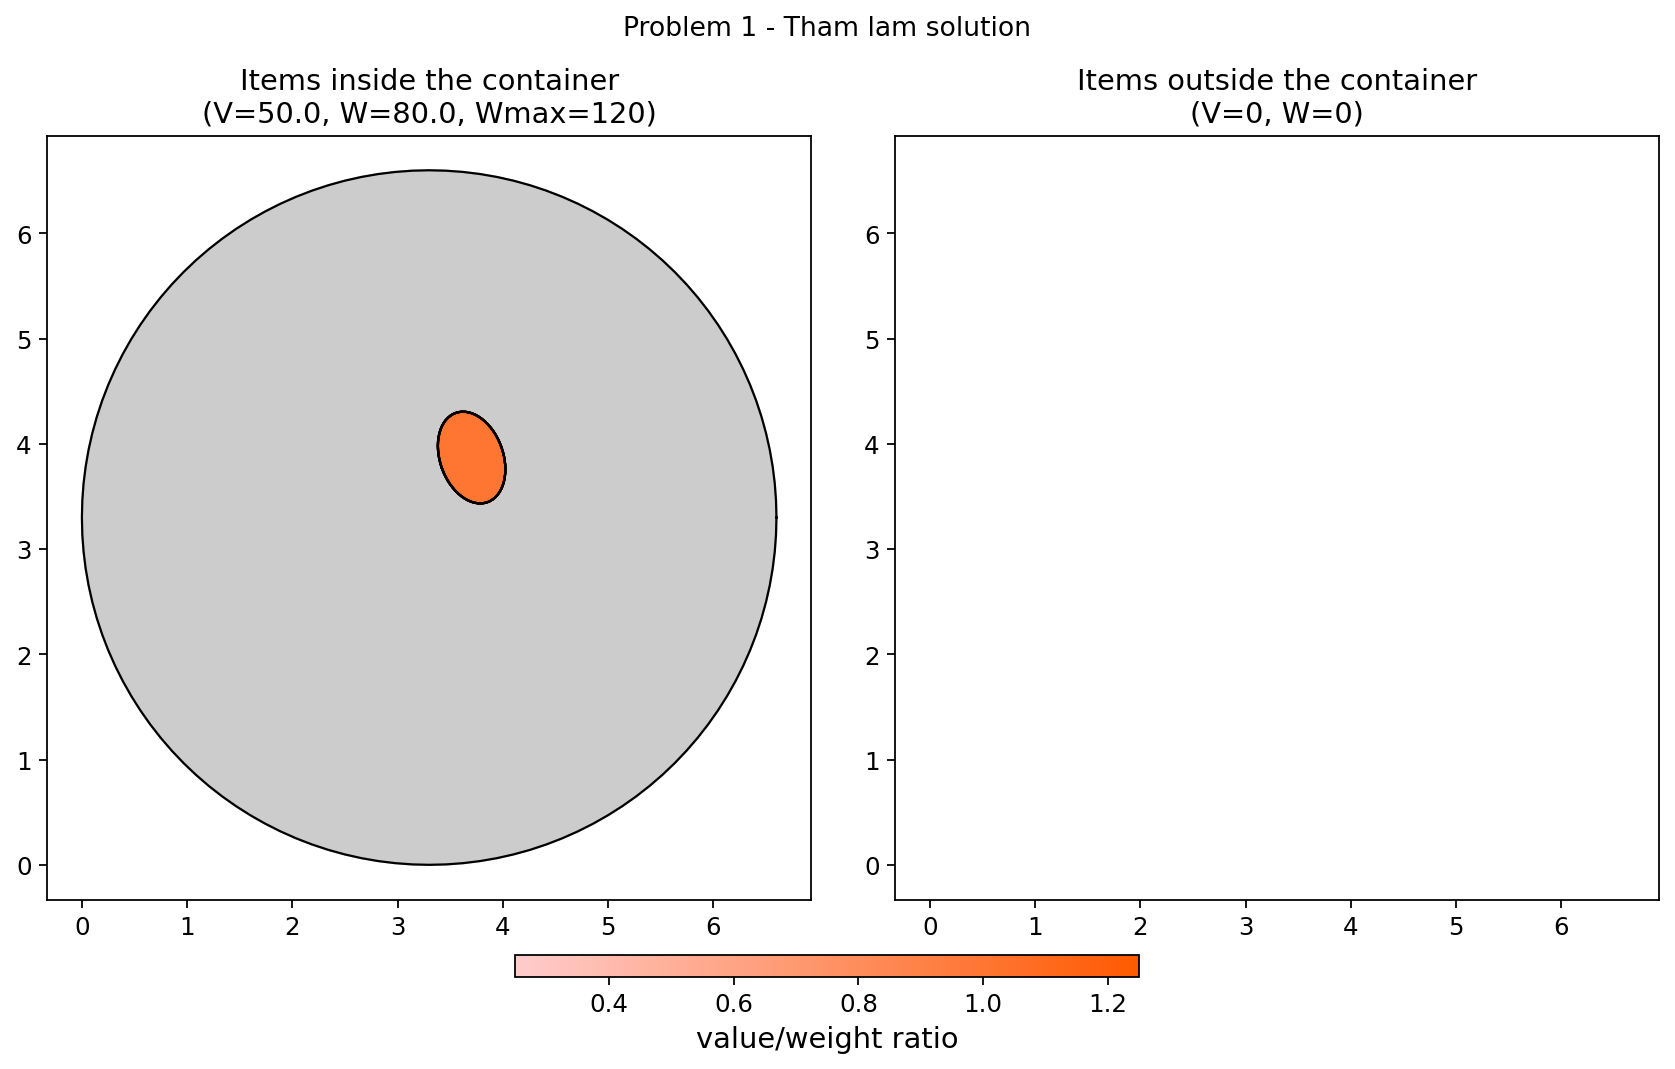 Problem 1 - Tham lam solution
Items inside the container
(V=50.0, W=80.0, Wmax=120)
6
5
4
3
2
1
0
0 1 2 3 4 5 6
Items outside the container
(V=0, W=0)
6
5
4
3
2
1
0
0 1 2 3 4 5 6
0.4 0.6 0.8 1.0 1.2
value/weight ratio